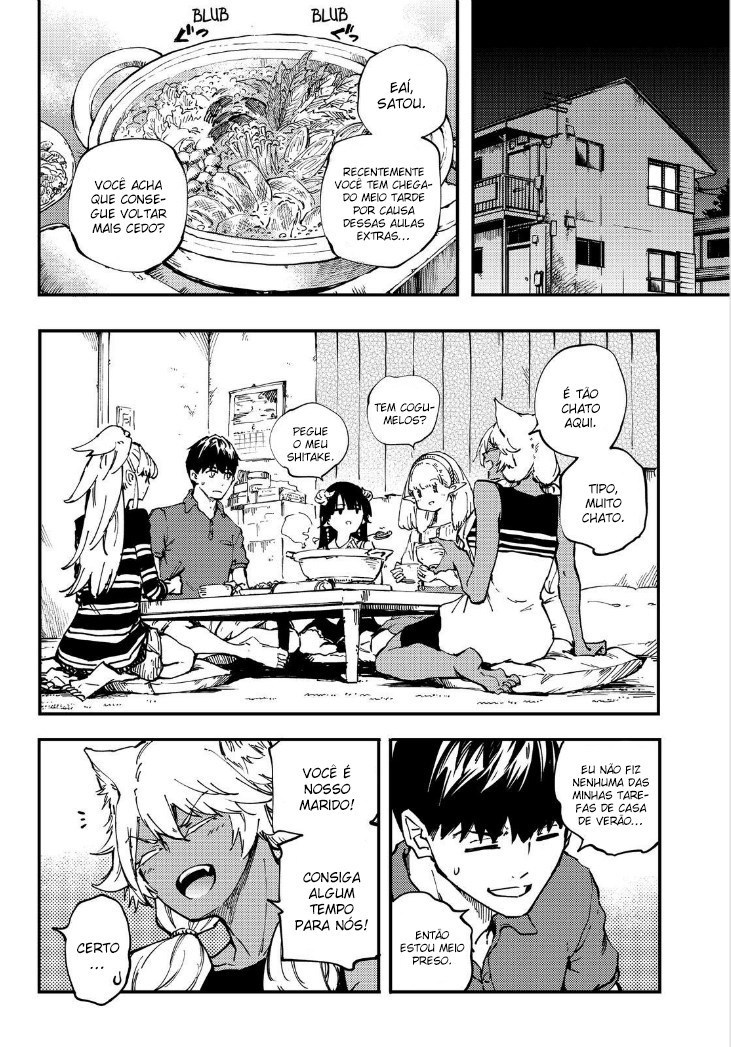 BLUB
BLUB
EAÍ,
SATOU.
RECENTEMENTE
VOCÊ TEM CHEGA-
DO MEIO TARDE
POR CAUSA
DESSAS AULAS
EXTRAS...
VOCÊ ACHA
QUE CONSE-
GUE VOLTAR
MAIS CEDO?
É TÃO
CHATO
AQUI.
TIPO,
MUITO
CHATO.
TEM COGU-
MELOS?
PEGUE
O MEU
SHITAKE.
EU NÃO FIZ
NENHUMA DAS
MINHAS TARE-
FAS DE CASA
DE VERÃO...
ENTÃO
ESTOU MEIO
PRESO.
VOCÊ É
NOSSO
MARIDO!
CONSIGA
ALGUM
TEMPO
PARA NÓS!
CERTO
...